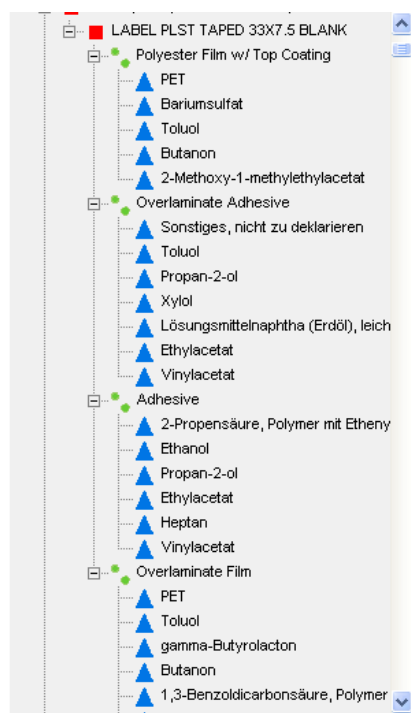 LABEL PLST TAPED 33X7.5 BLANK
Polyester Film w/ Top Coating
PET
Bariumsulfat
Toluol
Butanon
2-Methoxy-1-methylethylacetat
Overlaminate Adhesive
Sonstiges, nicht zu deklarieren
Toluol
Propan-2-ol
Xylol
Lösungsmittelnaphtha (Erdöl), leich
Ethylacetat
Vinylacetat
Adhesive
2-Propensäure, Polymer mit Etheny
Ethanol
Propan-2-ol
Ethylacetat
Heptan
Vinylacetat
Overlaminate Film
PET
Toluol
gamma-Butyrolacton
Butanon
1,3-Benzoldicarbonsäure, Polymer